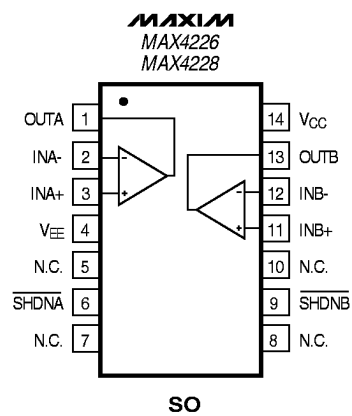 MAXIM
MAX4226
MAX4228
OUTA 1
INA- 2
INA+ 3
VEE 4
N.C. 5
SHDNA 6
N.C. 7
14 VCC
13 OUTB
12 INB-
11 INB+
10 N.C.
9 SHDNB
8 N.C.
- +
- +
SO